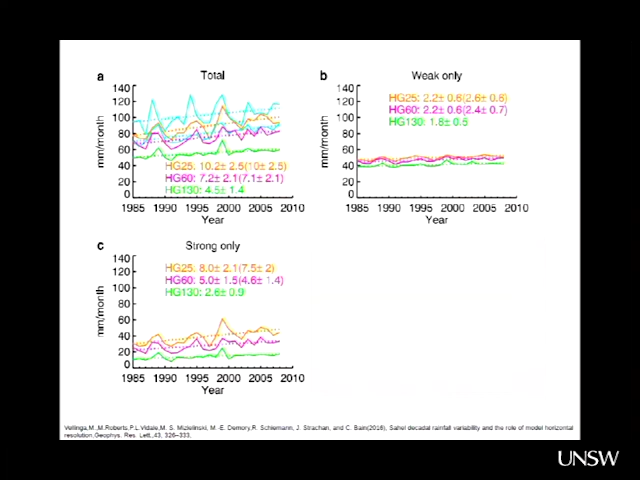 a
Total
mm/month
140
120
100
80
60
40
20
0
HG25: 10.2± 2.5(10± 2.5)
HG60: 7.2± 2.1(7.1± 2.1)
HG130: 4.5± 1.4
1985 1990 1995 2000 2005 2010
Year
b
Weak only
mm/month
140
120
100
80
60
40
20
0
HG25: 2.2± 0.6(2.6± 0.6)
HG60: 2.2± 0.6(2.4± 0.7)
HG130: 1.8± 0.5
1985 1990 1995 2000 2005 2010
Year
c
Strong only
mm/month
140
120
100
80
60
40
20
0
HG25: 8.0± 2.1(7.5± 2)
HG60: 5.0± 1.5(4.6± 1.4)
HG130: 2.6± 0.9
1985 1990 1995 2000 2005 2010
Year
Vellinga,M.,M.Roberts,P.L.Vidale,M. S. Mizielinski, M.-E. Demory,R. Schiemann, J. Strachan, and C. Bain(2016), Sahel decadal rainfall variability and the role of model horizontal
resolution,Geophys. Res. Lett.,43, 326–333,
UNSW